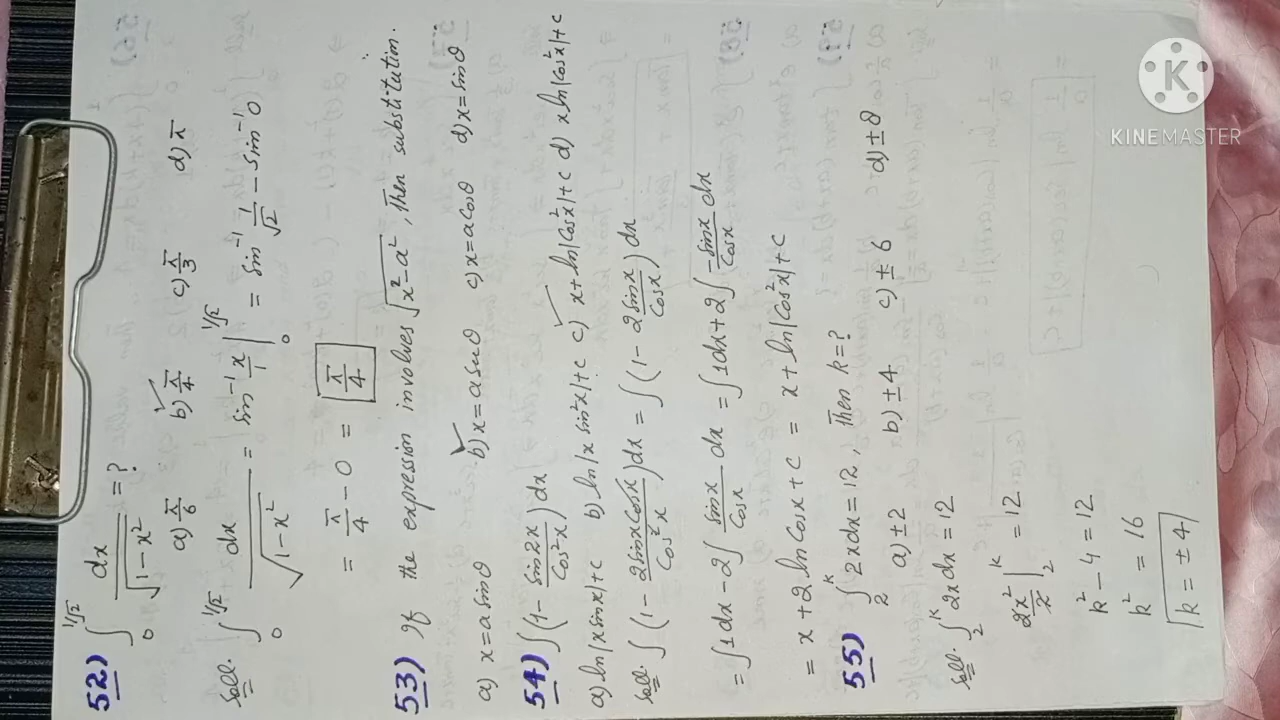 52) ∫₀^{1/√2} dx/√(1-x²) = ?
a) π/6 b) π/4 ✓ c) π/3 d) π
Soll. ∫₀^{1/√2} dx/√(1-x²) = sin⁻¹ x/1 |₀^{1/√2} = sin⁻¹ 1/√2 - sin⁻¹ 0
= π/4 - 0 = π/4
53) If the expression involves √(x²-a²), then substitution.
a) x = a sinθ b) x = a secθ ✓ c) x = a cosθ d) x = sinθ
54) ∫(1 - sin2x/cos²x) dx
a) ln|x sinx|+c b) ln|x sin²x|+c c) x+ln|cos²x|+c ✓ d) x ln|cos²x|+c
Soll. ∫(1 - 2sinx cosx/cos²x) dx = ∫(1 - 2sinx/cosx) dx
= ∫1dx - 2∫ sinx/cosx dx = ∫1dx + 2∫ -sinx/cosx dx
= x + 2 ln cosx + c = x + ln|cos²x| + c
55) ∫₂^k 2x dx = 12, then k = ?
a) ±2 b) ±4 c) ±6 d) ±8
Soll. ∫₂^k 2x dx = 12
2x²/2 |₂^k = 12
k² - 4 = 12
k² = 16
k = ±4
K
KINEMASTER